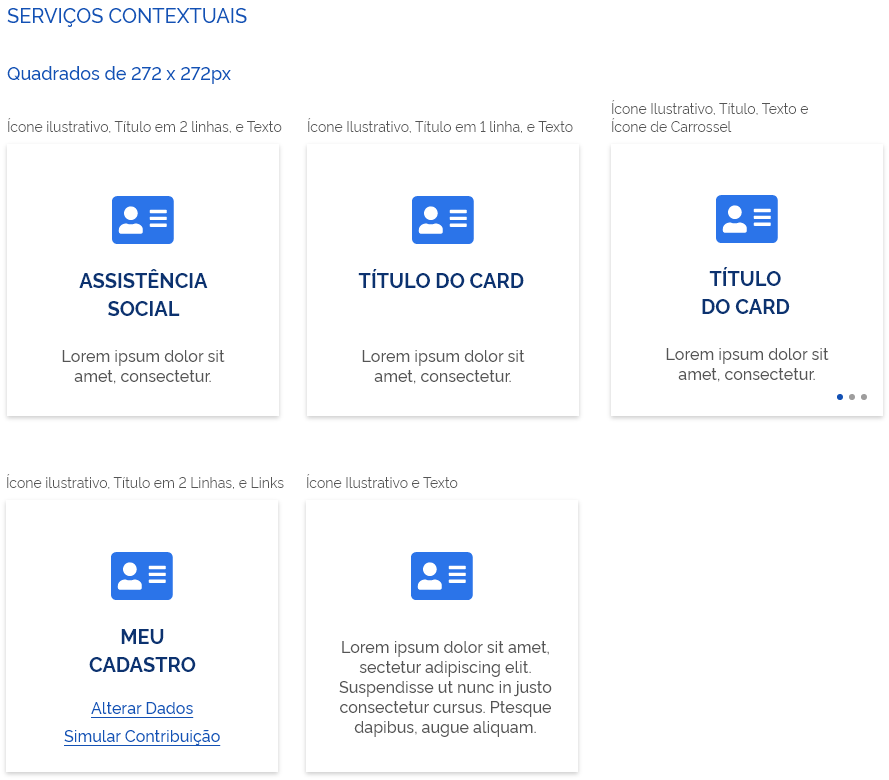 SERVIÇOS CONTEXTUAIS
Quadrados de 272 x 272px
Ícone ilustrativo, Título em 2 linhas, e Texto
ASSISTÊNCIA
SOCIAL
Lorem ipsum dolor sit
amet, consectetur.
Ícone Ilustrativo, Título em 1 linha, e Texto
TÍTULO DO CARD
Lorem ipsum dolor sit
amet, consectetur.
Ícone Ilustrativo, Título, Texto e
Ícone de Carrossel
TÍTULO
DO CARD
Lorem ipsum dolor sit
amet, consectetur.
Ícone ilustrativo, Título em 2 Linhas, e Links
MEU
CADASTRO
Alterar Dados
Simular Contribuição
Ícone Ilustrativo e Texto
Lorem ipsum dolor sit amet,
sectetur adipiscing elit.
Suspendisse ut nunc in justo
consectetur cursus. Ptesque
dapibus, augue aliquam.